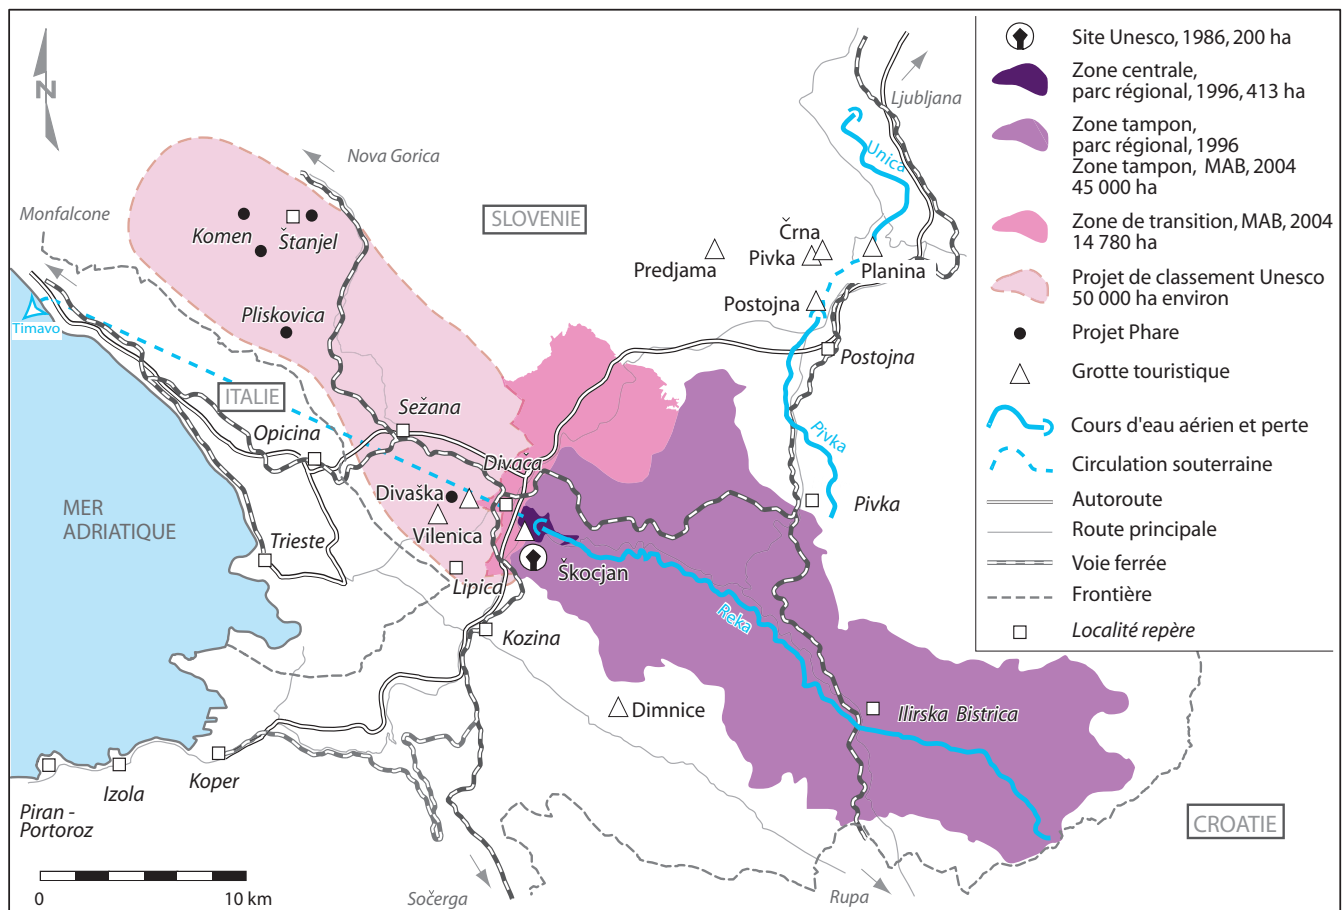 N
Nova Gorica
Ljubljana
Monfalcone
SLOVENIE
Unica
Komen
Štanjel
Črna
Pivka
Predjama
Planina
Postojna
Timavo
Pliskovica
Postojna
ITALIE
Sežana
Opicina
Pivka
Divača
Divaška
Pivka
MER
ADRIATIQUE
Vilenica
Trieste
Škocjan
Lipica
Reka
Kozina
Dimnice
Ilirska Bistrica
Koper
Izola
Piran -
Portoroz
CROATIE
0
10 km
Sočerga
Rupa
Site Unesco, 1986, 200 ha
Zone centrale,
parc régional, 1996, 413 ha
Zone tampon,
parc régional, 1996
Zone tampon, MAB, 2004
45 000 ha
Zone de transition, MAB, 2004
14 780 ha
Projet de classement Unesco
50 000 ha environ
Projet Phare
Grotte touristique
Cours d'eau aérien et perte
Circulation souterraine
Autoroute
Route principale
Voie ferrée
Frontière
Localité repère